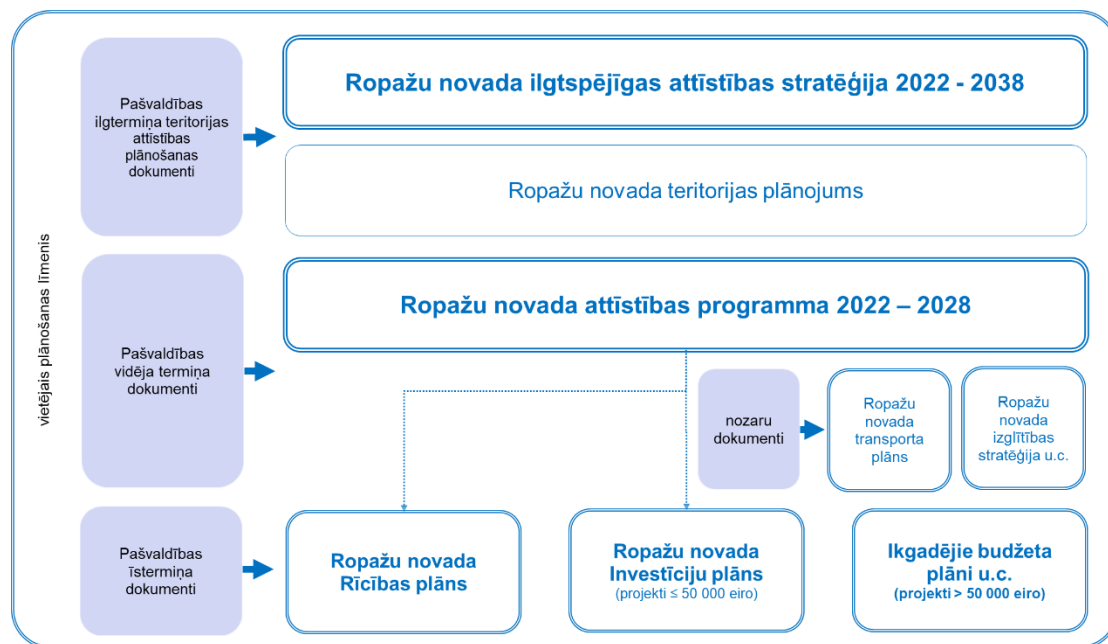 vietējais plānošanas līmenis
Pašvaldības
ilgtermiņa teritorijas
attīstības
plānošanas
dokumenti
Ropažu novada ilgtspējīgas attīstības stratēģija 2022 - 2038
Ropažu novada teritorijas plānojums
Pašvaldības
vidēja termiņa
dokumenti
Ropažu novada attīstības programma 2022 – 2028
nozaru
dokumenti
Ropažu
novada
transporta
plāns
Ropažu
novada
izglītības
stratēģija u.c.
Pašvaldības
īstermiņa
dokumenti
Ropažu novada
Rīcības plāns
Ropažu novada
Investīciju plāns
(projekti ≤ 50 000 eiro)
Ikgadējie budžeta
plāni u.c.
(projekti > 50 000 eiro)